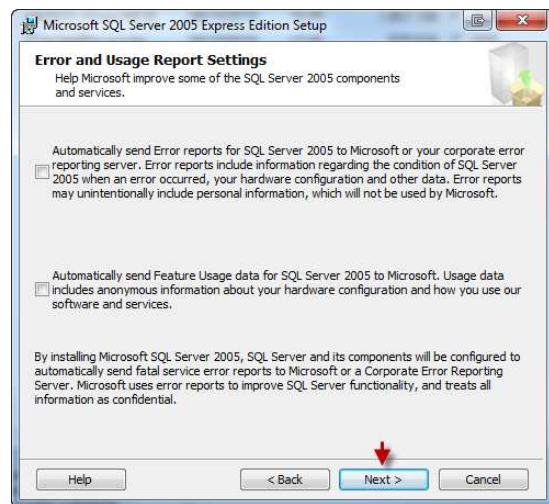 Microsoft SQL Server 2005 Express Edition Setup
Error and Usage Report Settings
Help Microsoft improve some of the SQL Server 2005 components
and services.
Automatically send Error reports for SQL Server 2005 to Microsoft or your corporate error
reporting server. Error reports include information regarding the condition of SQL Server
2005 when an error occurred, your hardware configuration and other data. Error reports
may unintentionally include personal information, which will not be used by Microsoft.
Automatically send Feature Usage data for SQL Server 2005 to Microsoft. Usage data
includes anonymous information about your hardware configuration and how you use our
software and services.
By installing Microsoft SQL Server 2005, SQL Server and its components will be configured to
automatically send fatal service error reports to Microsoft or a Corporate Error Reporting
Server. Microsoft uses error reports to improve SQL Server functionality, and treats all
information as confidential.
Help
< Back
Next >
Cancel